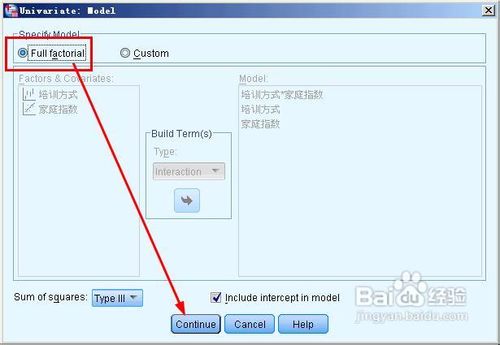 Univariate: Model
Specify Model
Full factorial
Custom
Factors & Covariates:
培训方式
家庭指数
Build Term(s)
Type:
Interaction
Model:
培训方式*家庭指数
培训方式
家庭指数
Sum of squares:
Type III
Include intercept in model
Continue
Cancel
Help
Baidu经验
jingyan.baidu.com